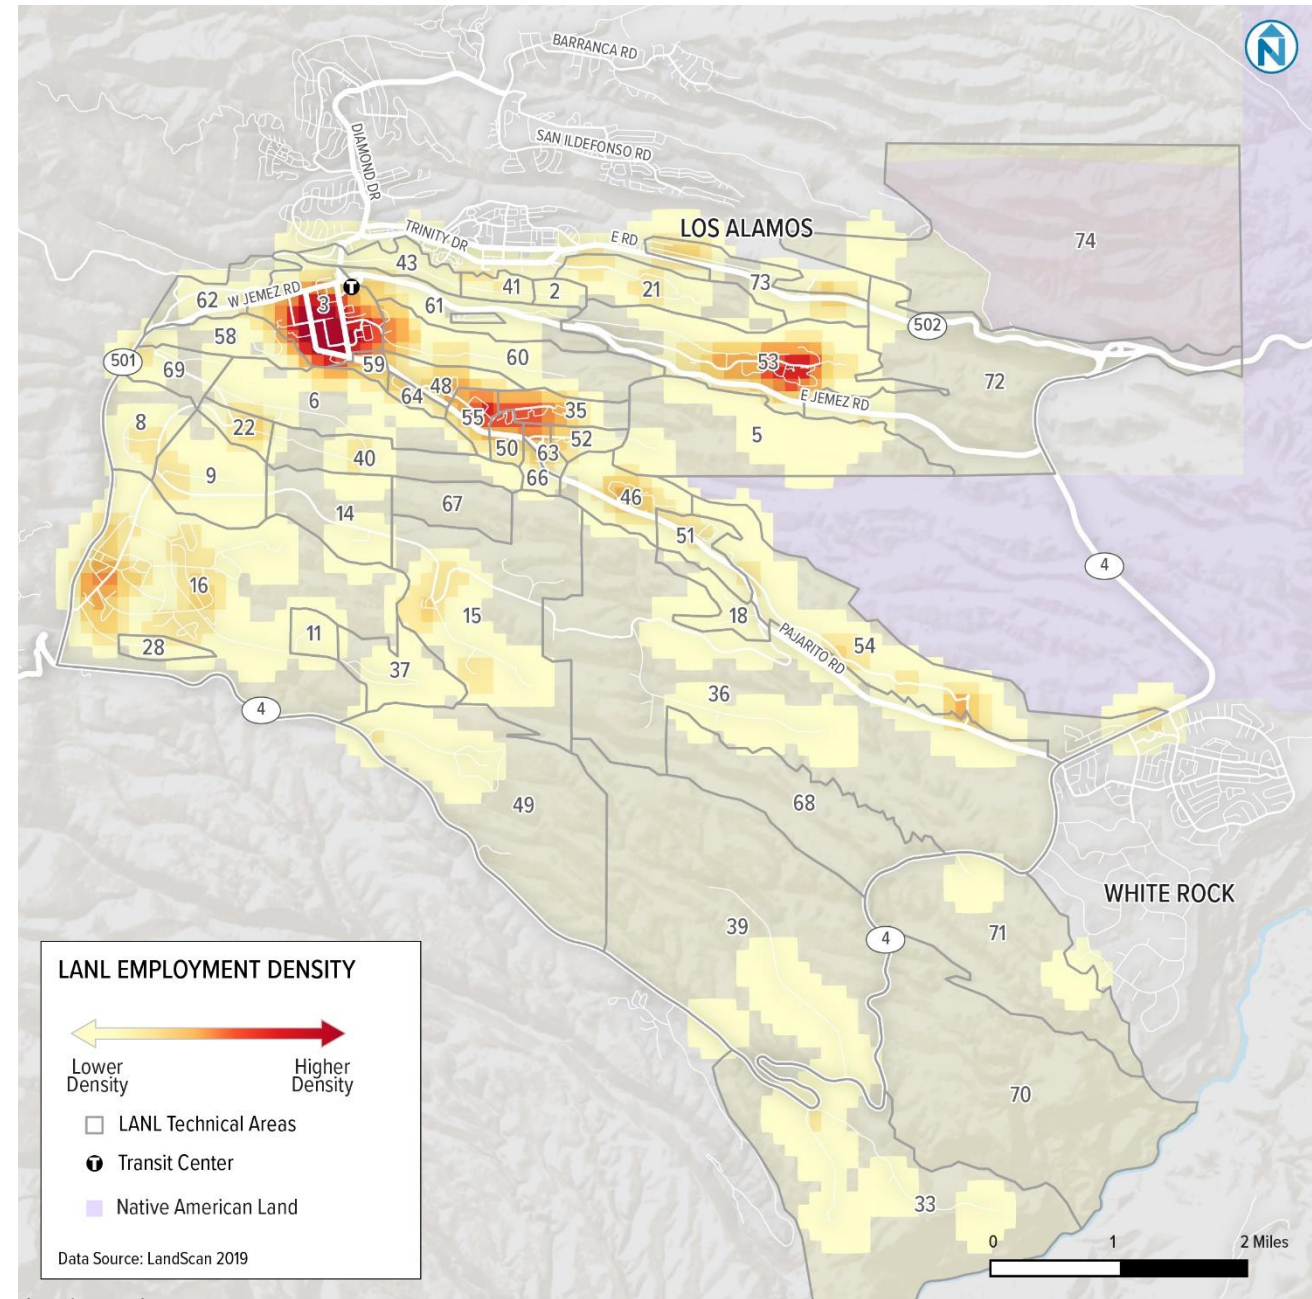 N
BARRANCA RD
SAN ILDEFONSO RD
DIAMOND DR
TRINITY DR
E RD
LOS ALAMOS
74
43
73
62
W JEMEZ RD
3
T
61
41
2
21
502
58
501
69
59
60
53
72
6
64
48
E JEMEZ RD
8
22
55
35
5
50
63
52
40
9
66
46
14
67
51
4
16
15
18
28
11
37
PAJARITO RD
54
36
4
49
68
WHITE ROCK
39
4
71
70
33
LANL EMPLOYMENT DENSITY
Lower Density
Higher Density
LANL Technical Areas
T Transit Center
Native American Land
Data Source: LandScan 2019
0 1 2 Miles